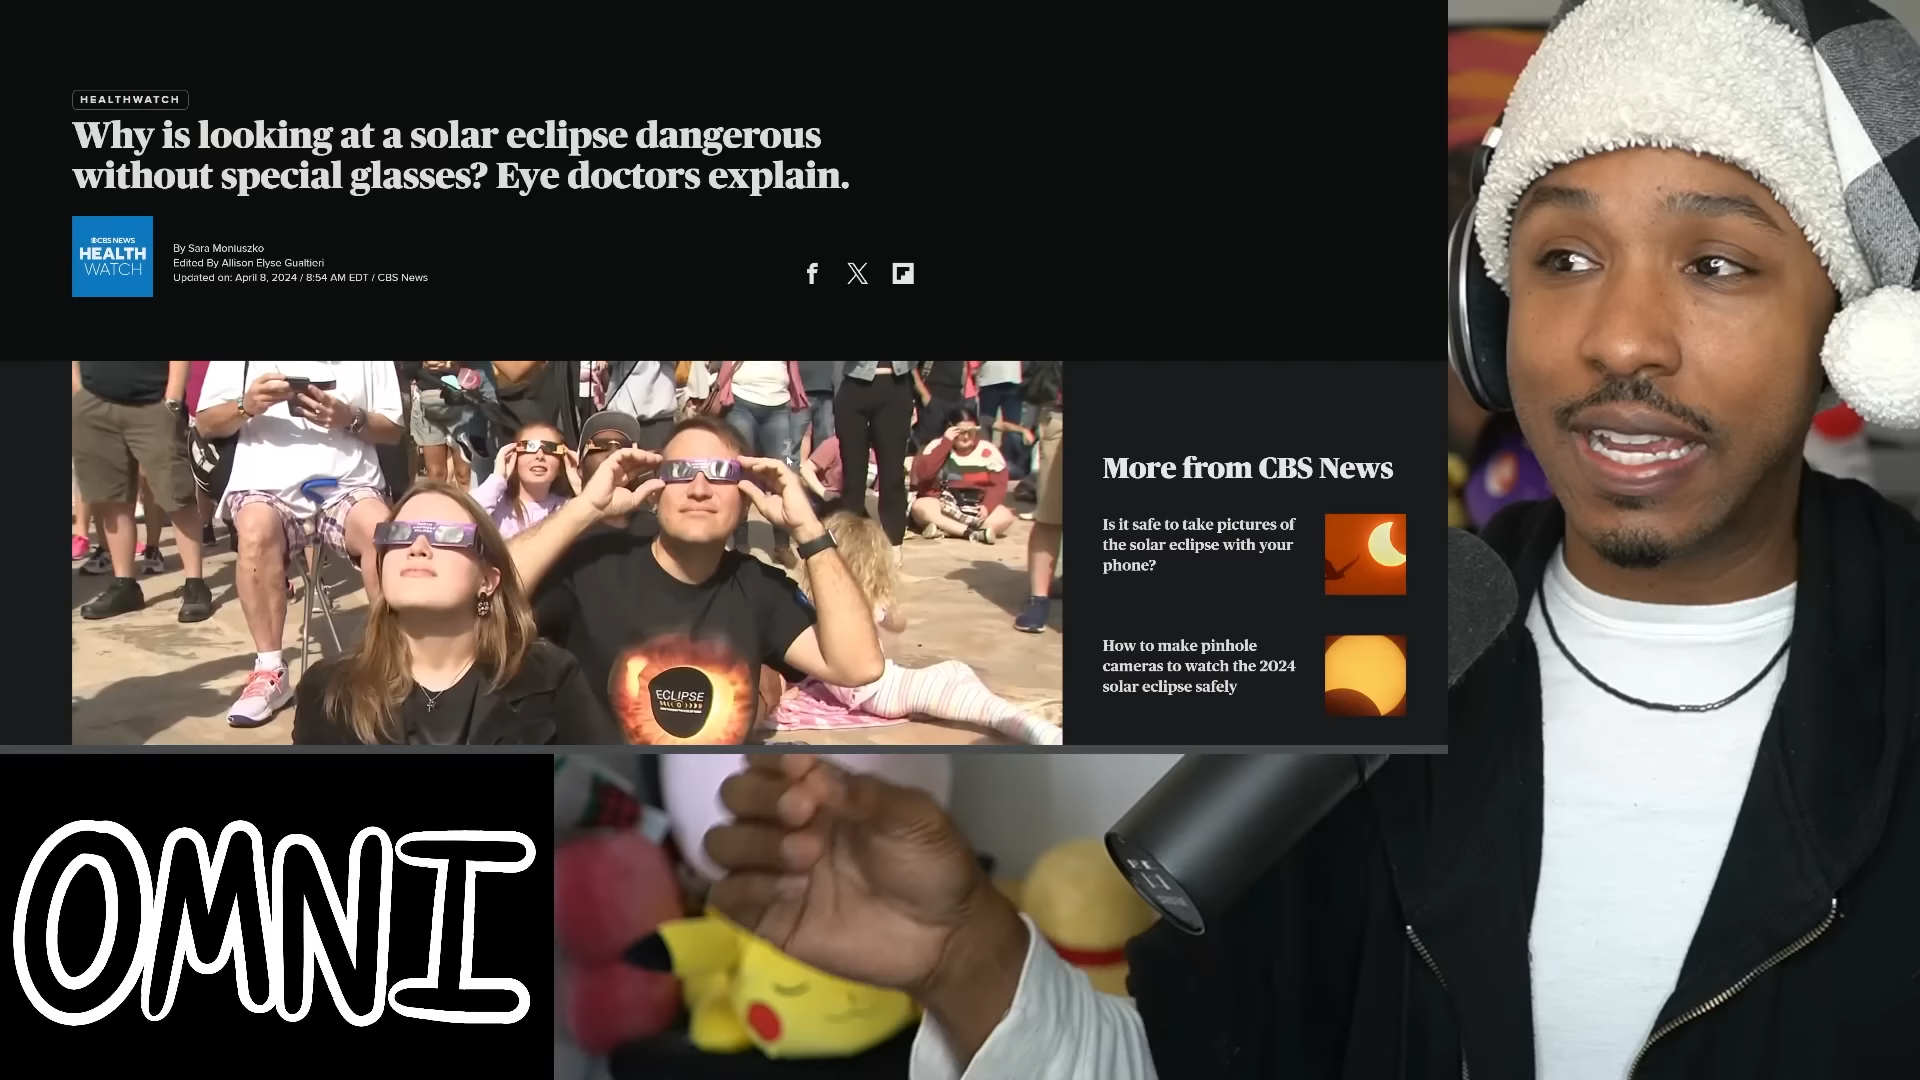 HEALTHWATCH
Why is looking at a solar eclipse dangerous
without special glasses? Eye doctors explain.
CBS NEWS
HEALTH
WATCH
By Sara Moniuszko
Edited By Allison Elyse Gualtieri
Updated on: April 8, 2024 / 8:54 AM EDT / CBS News
More from CBS News
Is it safe to take pictures of
the solar eclipse with your
phone?
How to make pinhole
cameras to watch the 2024
solar eclipse safely
ECLIPSE
OMNI